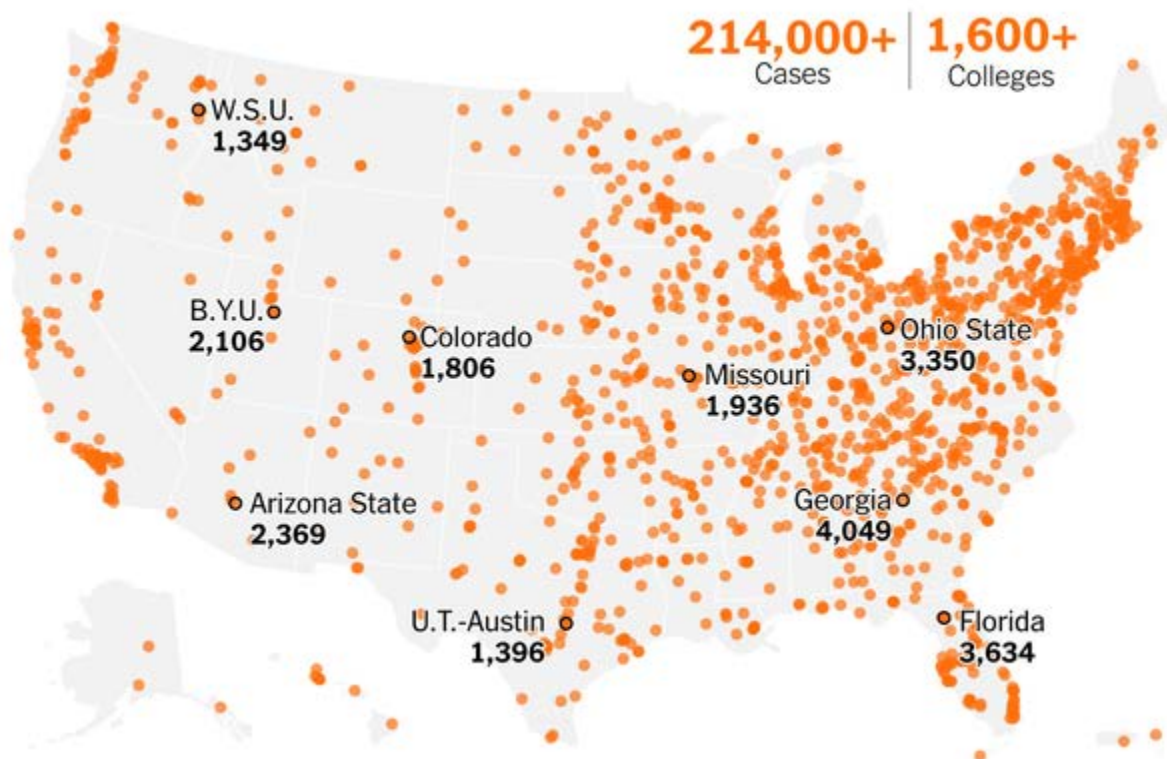 214,000+
Cases
1,600+
Colleges
W.S.U.
1,349
B.Y.U.
2,106
Colorado
1,806
Ohio State
3,350
Missouri
1,936
Arizona State
2,369
Georgia
4,049
U.T.-Austin
1,396
Florida
3,634